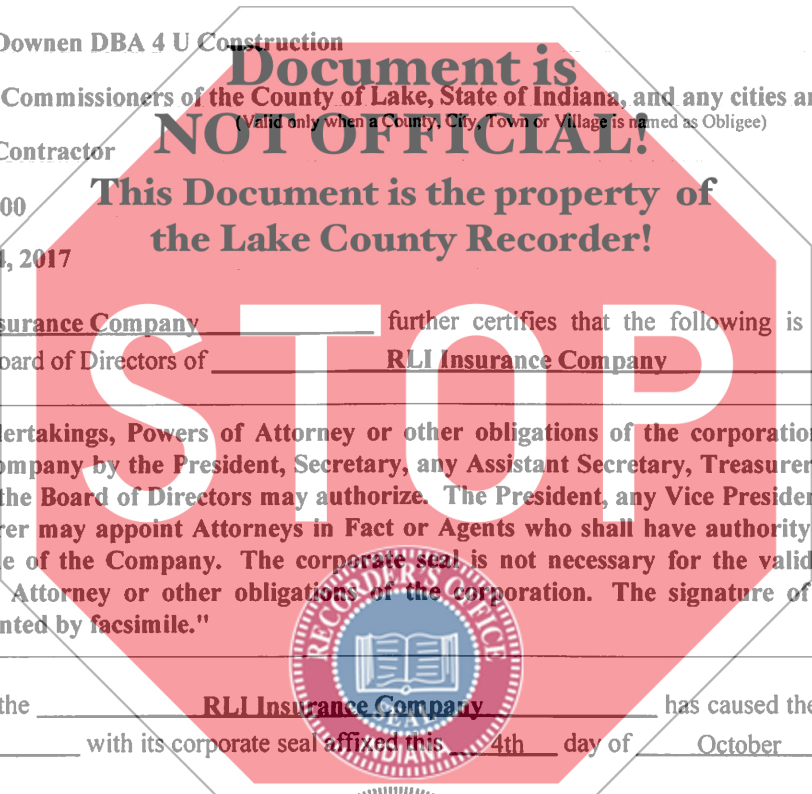 Downen DBA 4 U Construction
Document is
Commissioners of the County of Lake, State of Indiana, and any cities
(Valid only when a County, City, Town or Village is named as Obligee)
NOT OFFICIAL!
Contractor
This Document is the property of
00
the Lake County Recorder!
4, 2017
STOP
surance Company further certifies that the following is
oard of Directors of RLI Insurance Company
ertakings, Powers of Attorney or other obligations of the corporation
ompany by the President, Secretary, any Assistant Secretary, Treasurer
the Board of Directors may authorize. The President, any Vice Presiden
rer may appoint Attorneys in Fact or Agents who shall have authority
e of the Company. The corporate seal is not necessary for the valid
Attorney or other obligations of the corporation. The signature of
nted by facsimile."
RECORDER'S OFFICE
the RLI Insurance Company has caused the
SEAL
with its corporate seal affixed this 4th day of October
INDIANA